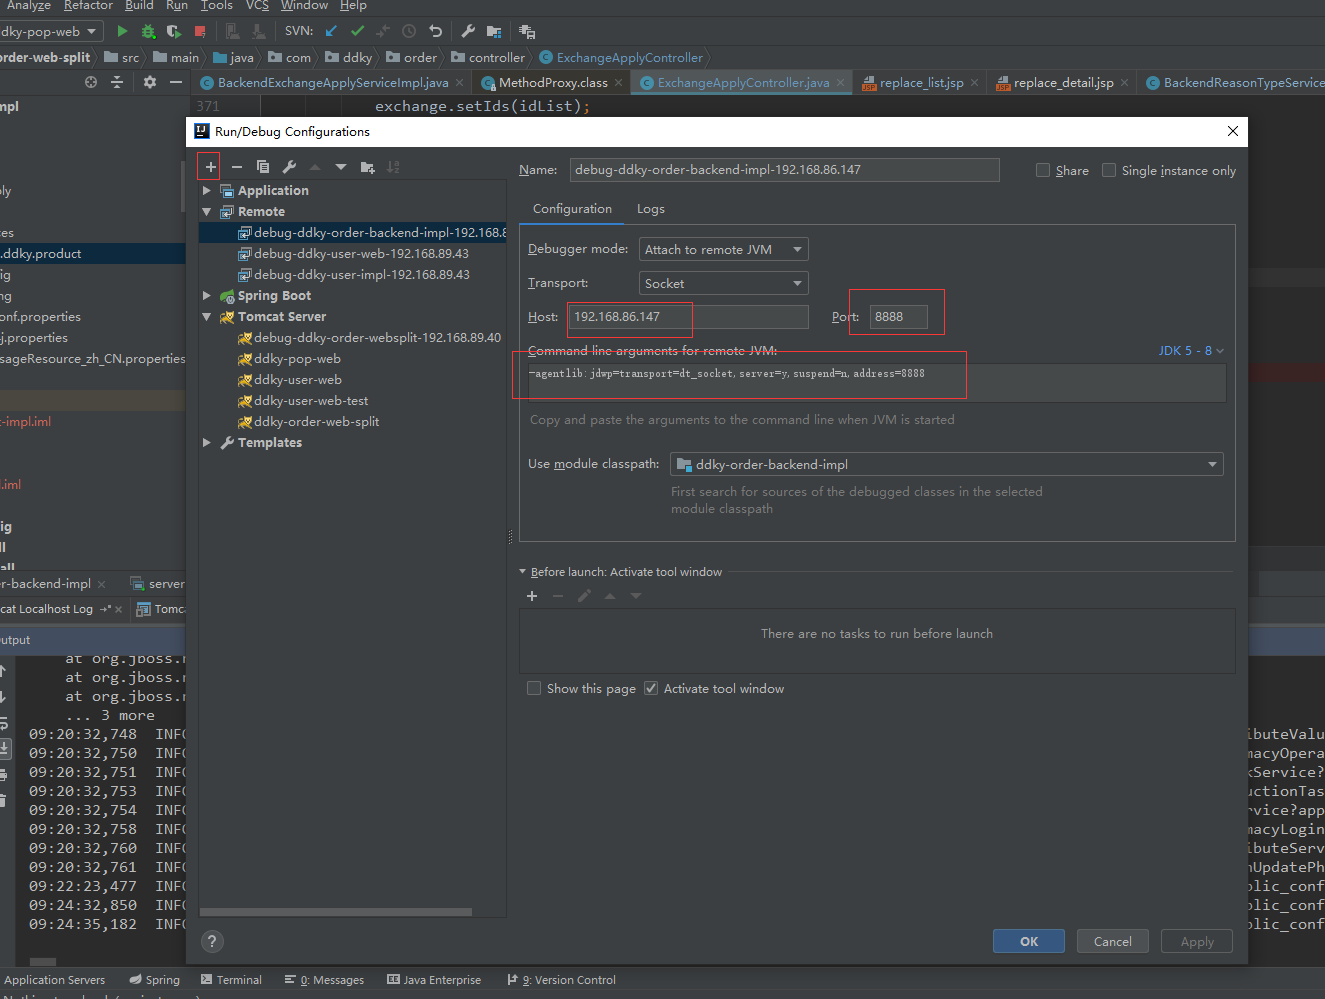 Analyze Refactor Build Run Tools VCS Window Help
ddky-pop-web SVN:
order-web-split src main java com ddky order controller ExchangeApplyController
BackendExchangeApplyServiceImpl.java MethodProxy.class ExchangeApplyController.java replace_list.jsp replace_detail.jsp BackendReasonTypeService
371 exchange.setIds(idList);
mpl
ply
ces
.ddky.product
ig
ng
onf.properties
j.properties
ssageResource_zh_CN.properties
t-impl.iml
l.iml
ig
ll
all
Run/Debug Configurations
Application
Remote
debug-ddky-order-backend-impl-192.168.8
debug-ddky-user-web-192.168.89.43
debug-ddky-user-impl-192.168.89.43
Spring Boot
Tomcat Server
debug-ddky-order-websplit-192.168.89.40
ddky-pop-web
ddky-user-web
ddky-user-web-test
ddky-order-web-split
Templates
Name: debug-ddky-order-backend-impl-192.168.86.147 Share Single instance only
Configuration Logs
Debugger mode: Attach to remote JVM
Transport: Socket
Host: 192.168.86.147 Port: 8888
Command line arguments for remote JVM: JDK 5 - 8
-agentlib:jdwp=transport=dt_socket,server=y,suspend=n,address=8888
Copy and paste the arguments to the command line when JVM is started
Use module classpath: ddky-order-backend-impl
First search for sources of the debugged classes in the selected
module classpath
Before launch: Activate tool window
There are no tasks to run before launch
Show this page Activate tool window
? OK Cancel Apply
er-backend-impl server
cat Localhost Log Tomca
utput
at org.jboss.n
at org.jboss.n
at org.jboss.n
... 3 more
09:20:32,748 INFO ibuteValu
09:20:32,750 INFO macyOpera
09:20:32,751 INFO kService?
09:20:32,753 INFO uctionTas
09:20:32,754 INFO rvice?app
09:20:32,758 INFO macyLogin
09:20:32,760 INFO ibuteServ
09:20:32,761 INFO nUpdatePh
09:22:23,477 INFO blic_conf
09:24:32,850 INFO blic_conf
09:24:35,182 INFO blic_conf
Application Servers Spring Terminal 0: Messages Java Enterprise 9: Version Control